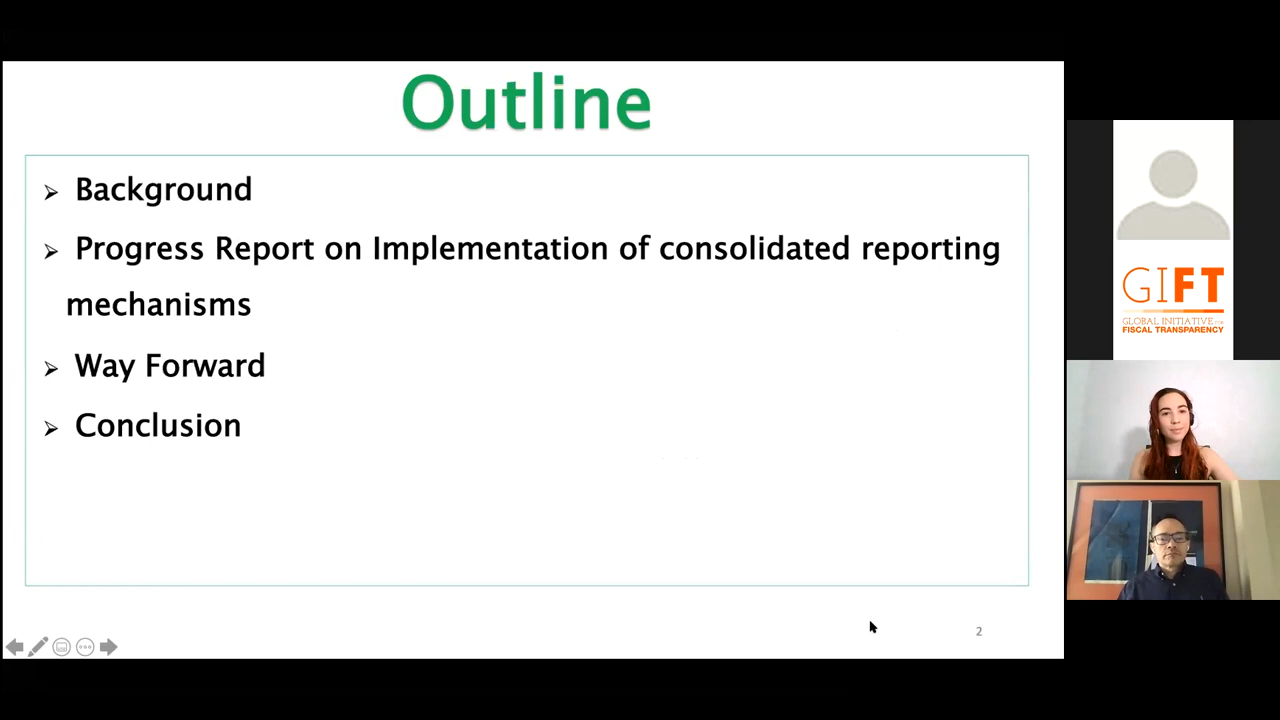 Outline
➢ Background
➢ Progress Report on Implementation of consolidated reporting
mechanisms
➢ Way Forward
➢ Conclusion
2
GIFT
GLOBAL INITIATIVE FOR
FISCAL TRANSPARENCY